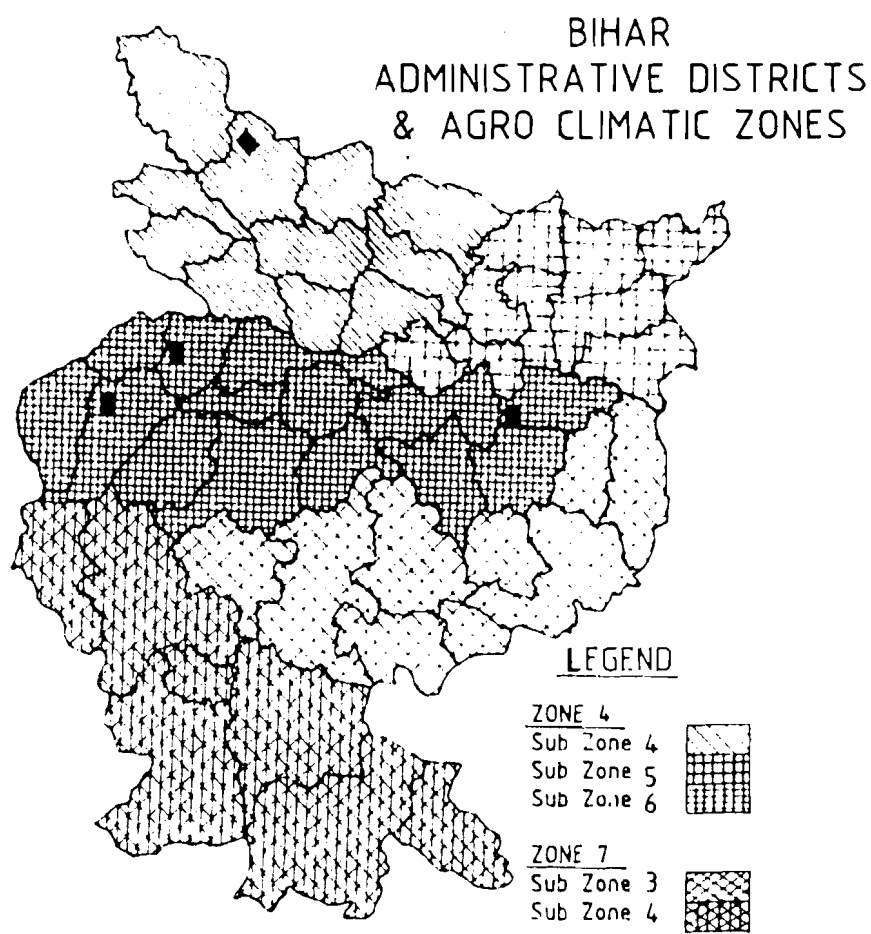 BIHAR
ADMINISTRATIVE DISTRICTS
& AGRO CLIMATIC ZONES
LEGEND
ZONE 4
Sub Zone 4
Sub Zone 5
Sub Zone 6
ZONE 7
Sub Zone 3
Sub Zone 4